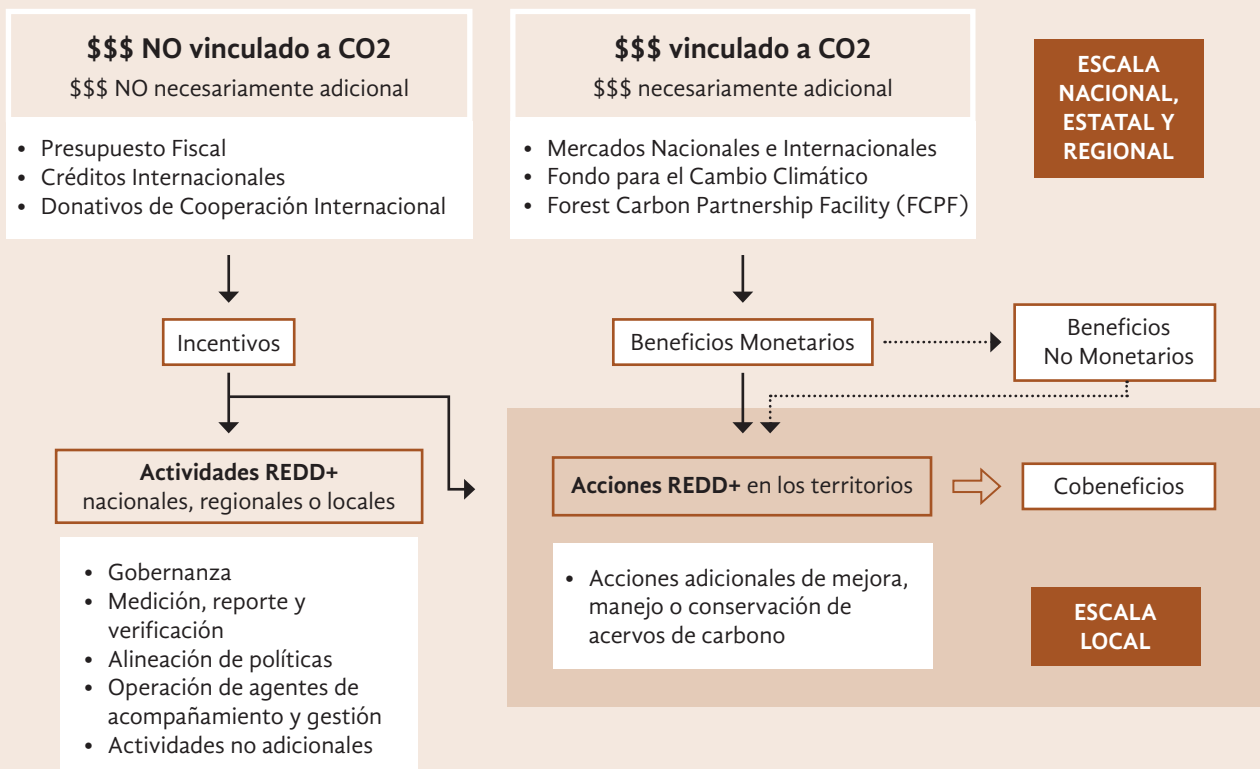 $$$ NO vinculado a CO2
$$$ NO necesariamente adicional
• Presupuesto Fiscal
• Créditos Internacionales
• Donativos de Cooperación Internacional
$$$ vinculado a CO2
$$$ necesariamente adicional
• Mercados Nacionales e Internacionales
• Fondo para el Cambio Climático
• Forest Carbon Partnership Facility (FCPF)
ESCALA
NACIONAL,
ESTATAL Y
REGIONAL
Incentivos
Beneficios Monetarios
Beneficios
No Monetarios
Actividades REDD+
nacionales, regionales o locales
• Gobernanza
• Medición, reporte y
verificación
• Alineación de políticas
• Operación de agentes de
acompañamiento y gestión
• Actividades no adicionales
Acciones REDD+ en los territorios
• Acciones adicionales de mejora,
manejo o conservación de
acervos de carbono
Cobeneficios
ESCALA
LOCAL